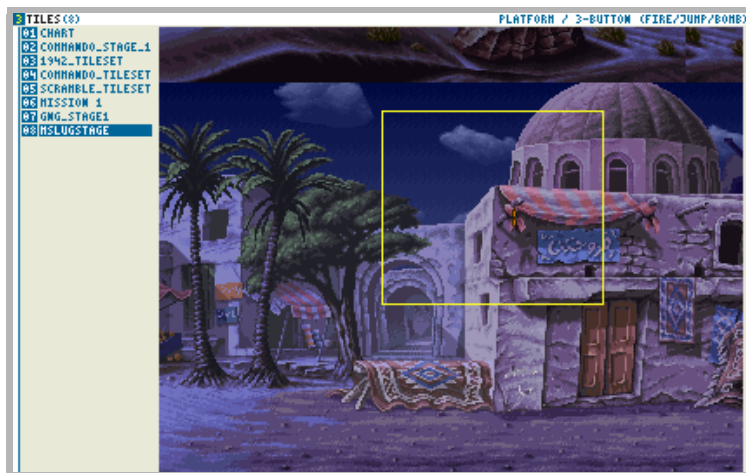 3 TILES(8)
PLATFORM / 3-BUTTON (FIRE/JUMP/BOMB)
01 CHART
02 COMMANDO_STAGE_1
03 1942_TILESET
04 COMMANDO_TILESET
05 SCRAMBLE_TILESET
06 MISSION 1
07 GNG_STAGE1
08 MSLUGSTAGE